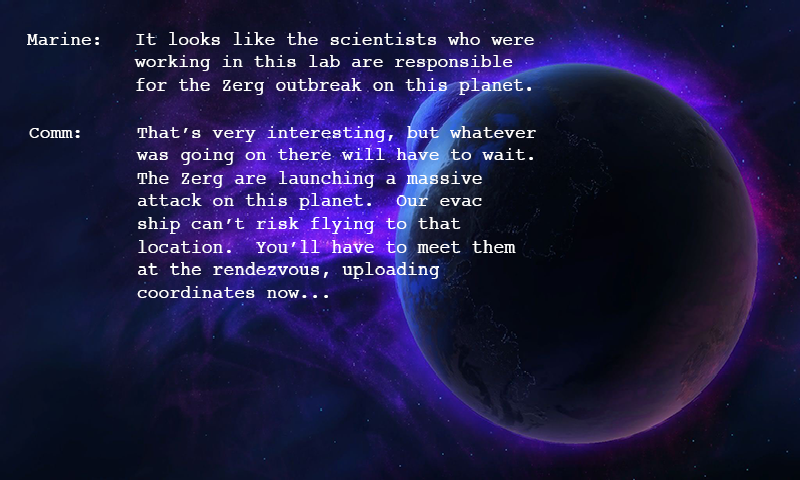 Marine: It looks like the scientists who were
working in this lab are responsible
for the Zerg outbreak on this planet.
Comm: That's very interesting, but whatever
was going on there will have to wait.
The Zerg are launching a massive
attack on this planet. Our evac
ship can't risk flying to that
location. You'll have to meet them
at the rendezvous, uploading
coordinates now...